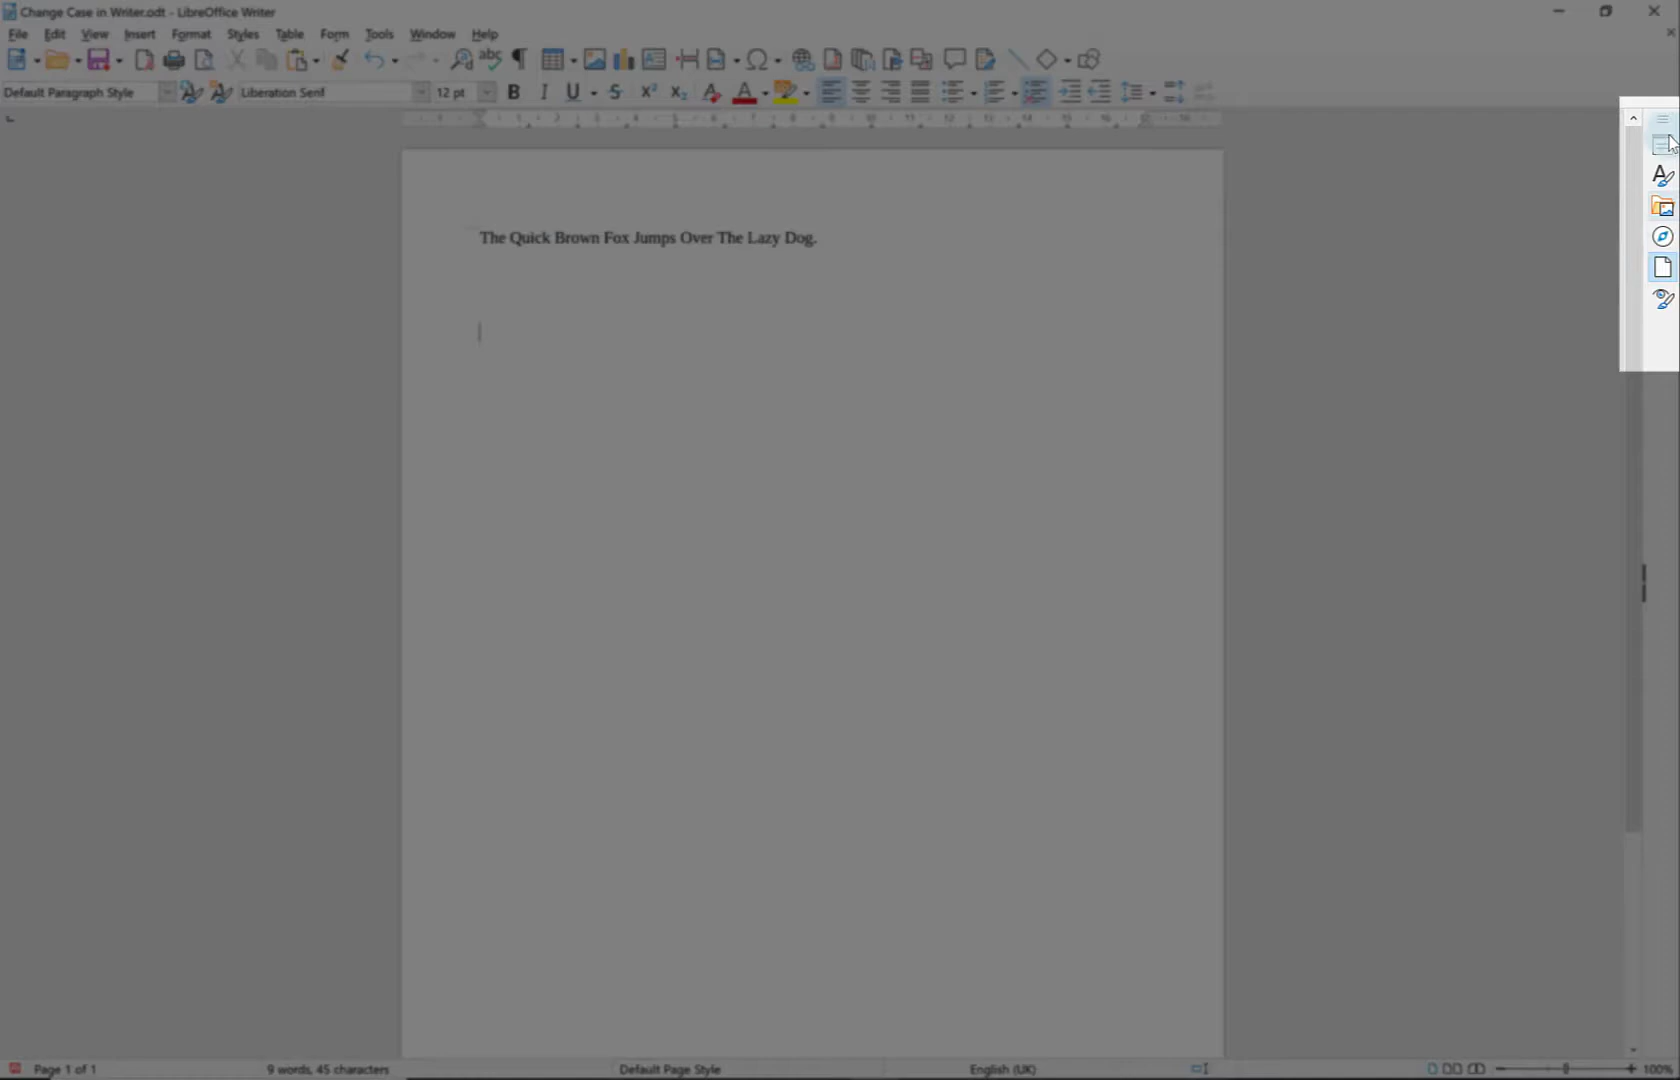 Change Case in Writer.odt - LibreOffice Writer
File Edit View Insert Format Styles Table Form Tools Window Help
Default Paragraph Style Liberation Serif 12 pt
The Quick Brown Fox Jumps Over The Lazy Dog.
Page 1 of 1 9 words, 45 characters Default Page Style English (UK) 100%